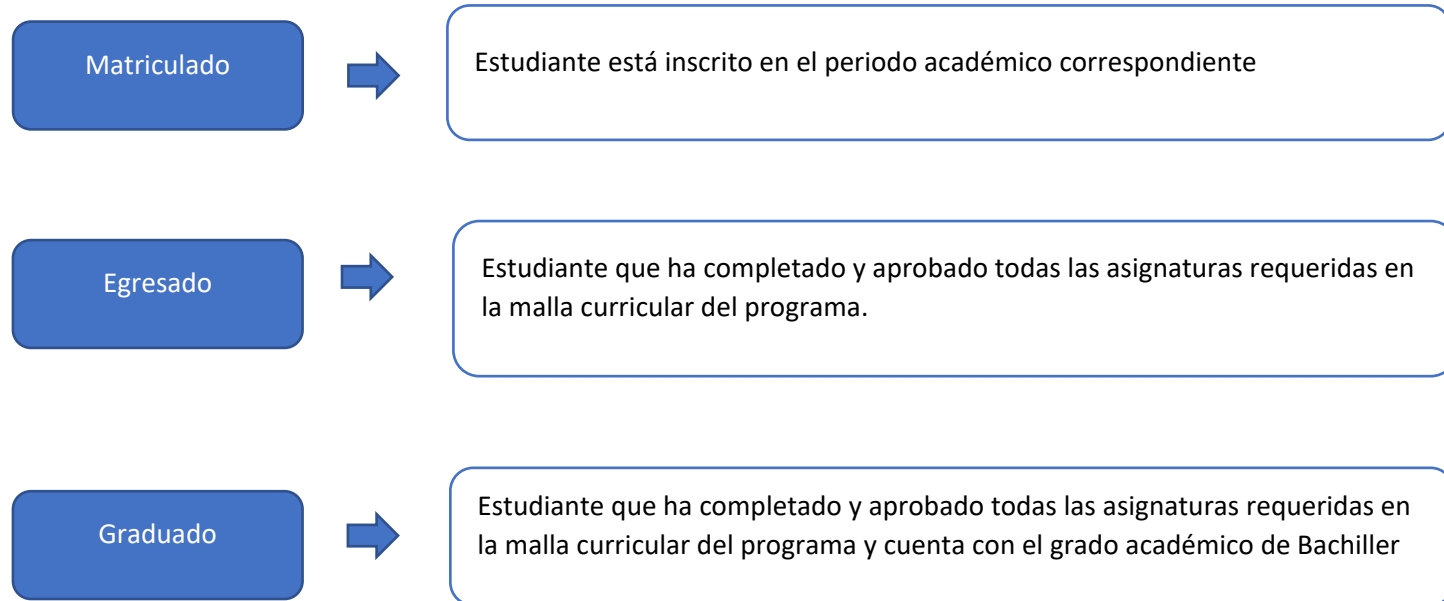 Matriculado
Estudiante está inscrito en el periodo académico correspondiente
Egresado
Estudiante que ha completado y aprobado todas las asignaturas requeridas en
la malla curricular del programa.
Graduado
Estudiante que ha completado y aprobado todas las asignaturas requeridas en
la malla curricular del programa y cuenta con el grado académico de Bachiller